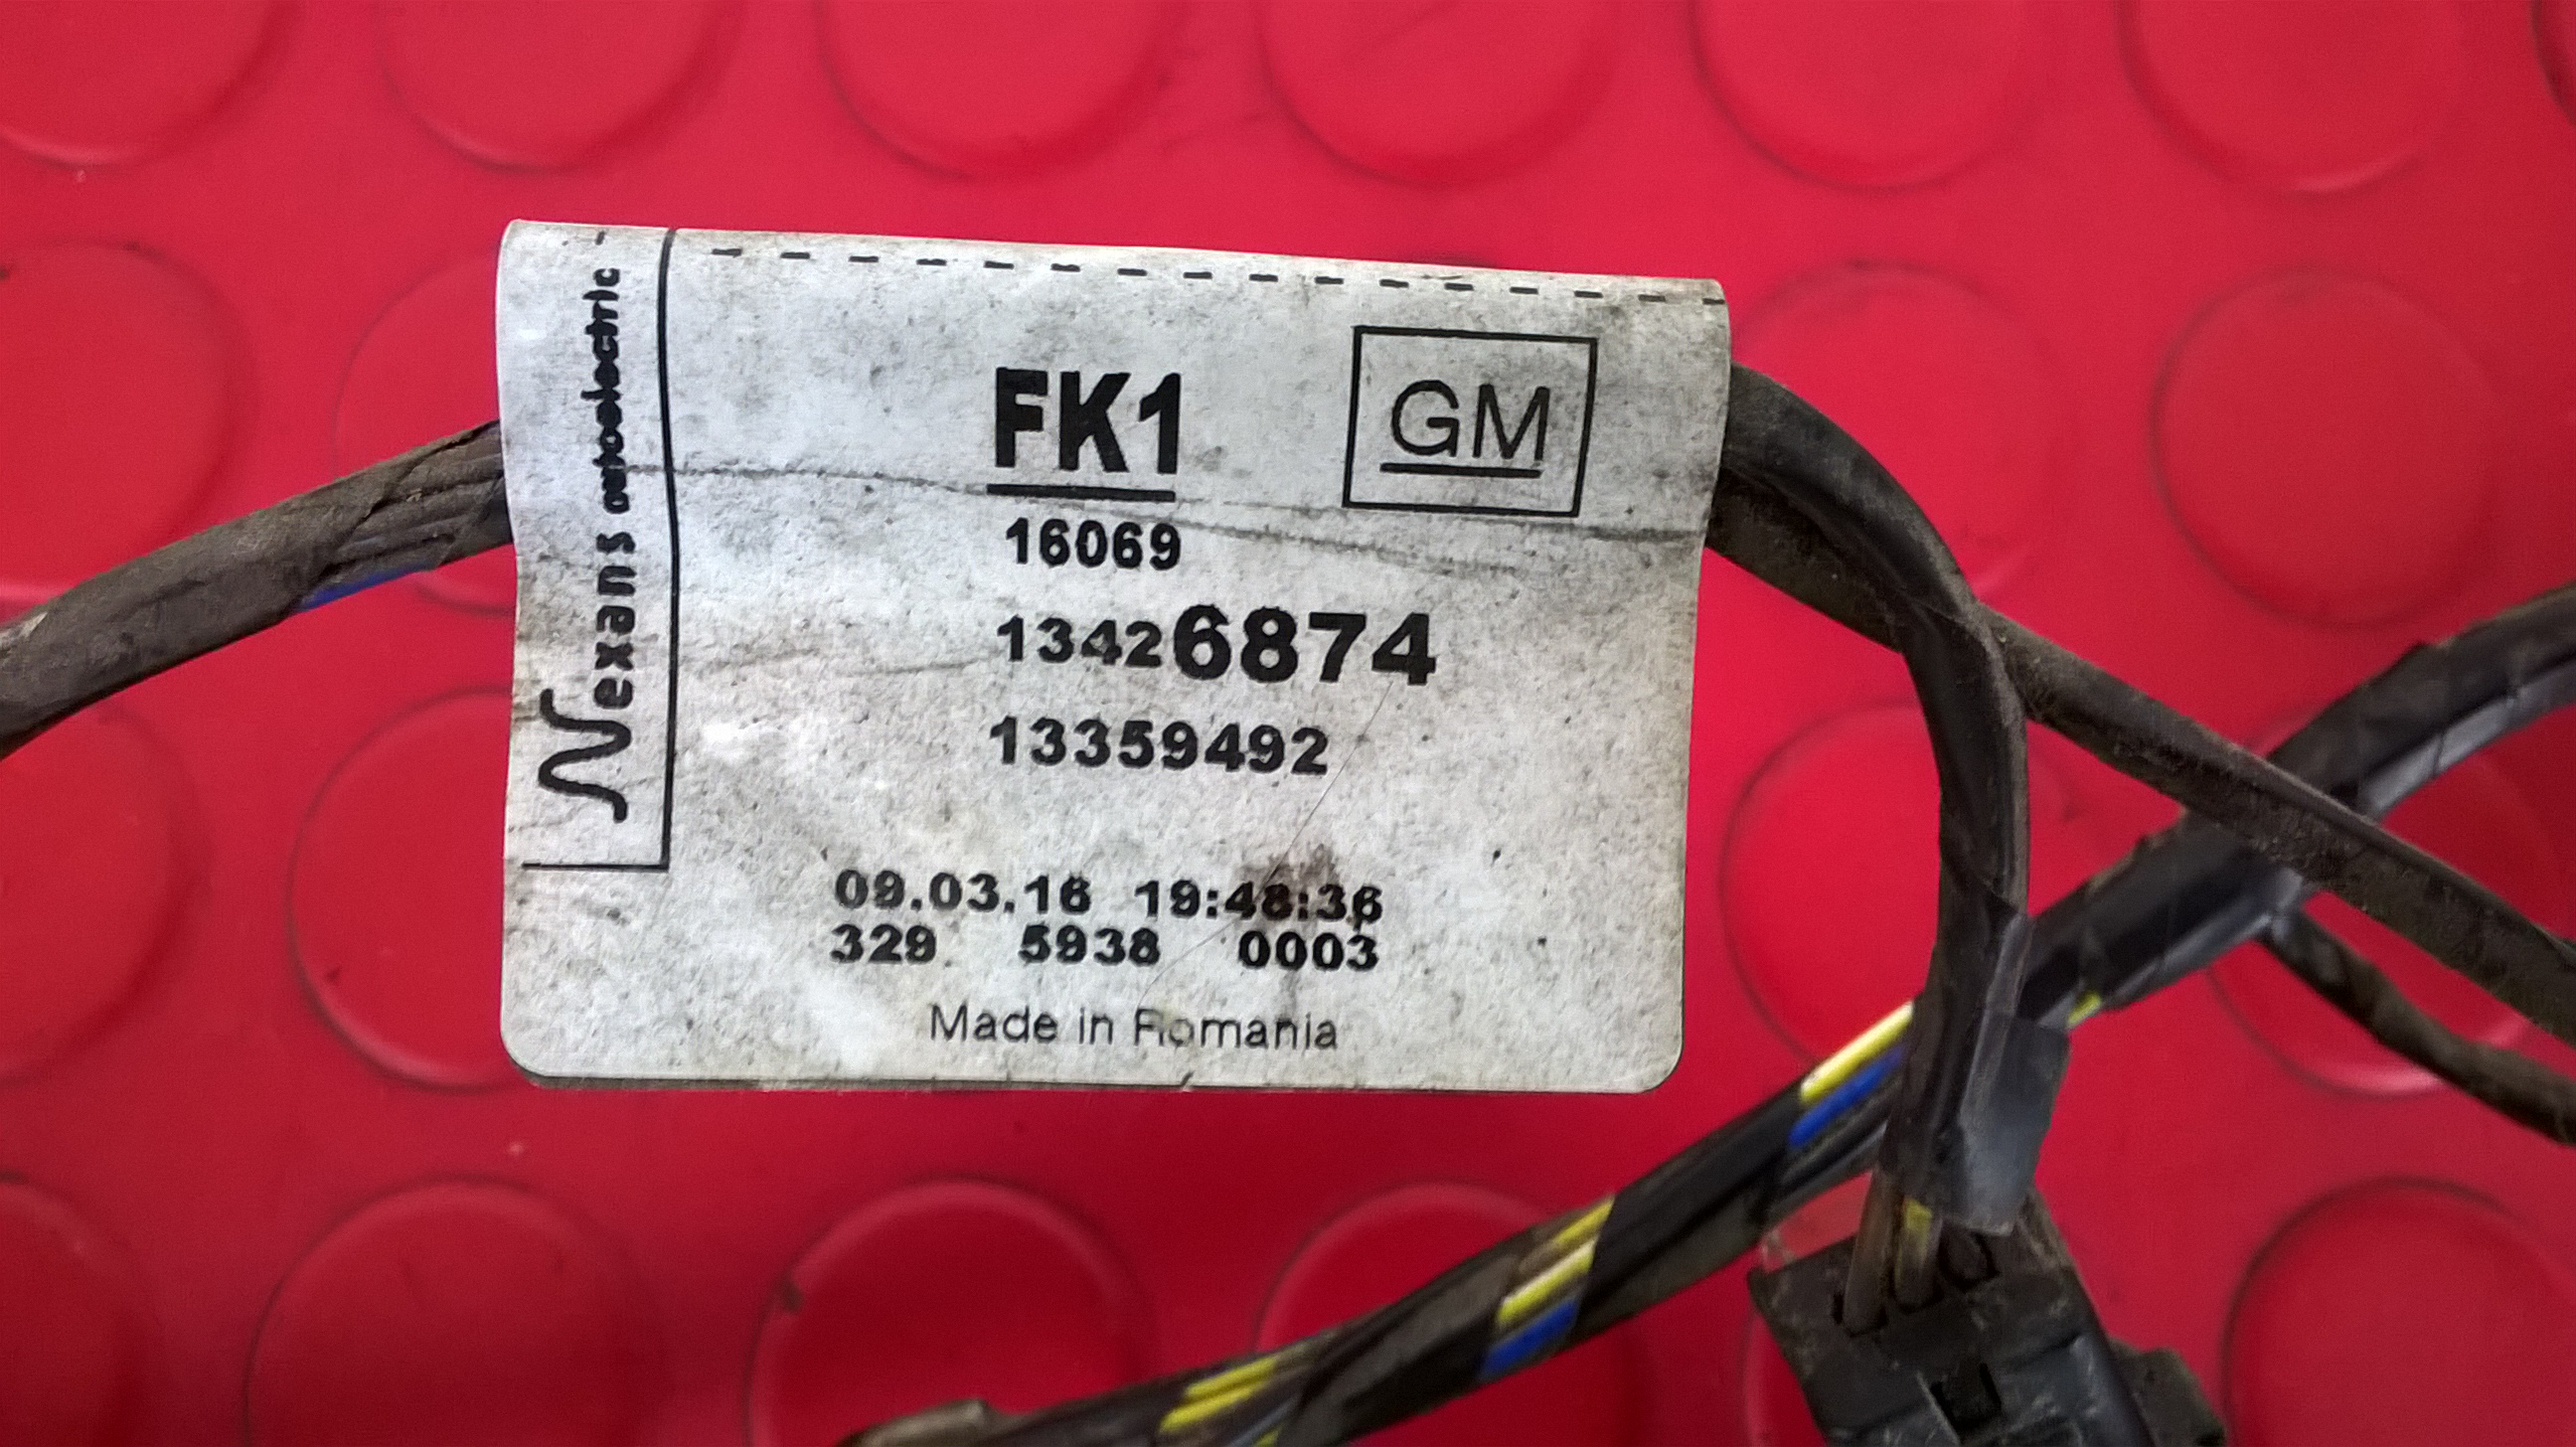 Nexans autoelectric
FK1
GM
16069
13426874
13359492
09.03.16 19:48:36
329 5938 0003
Made in Romania